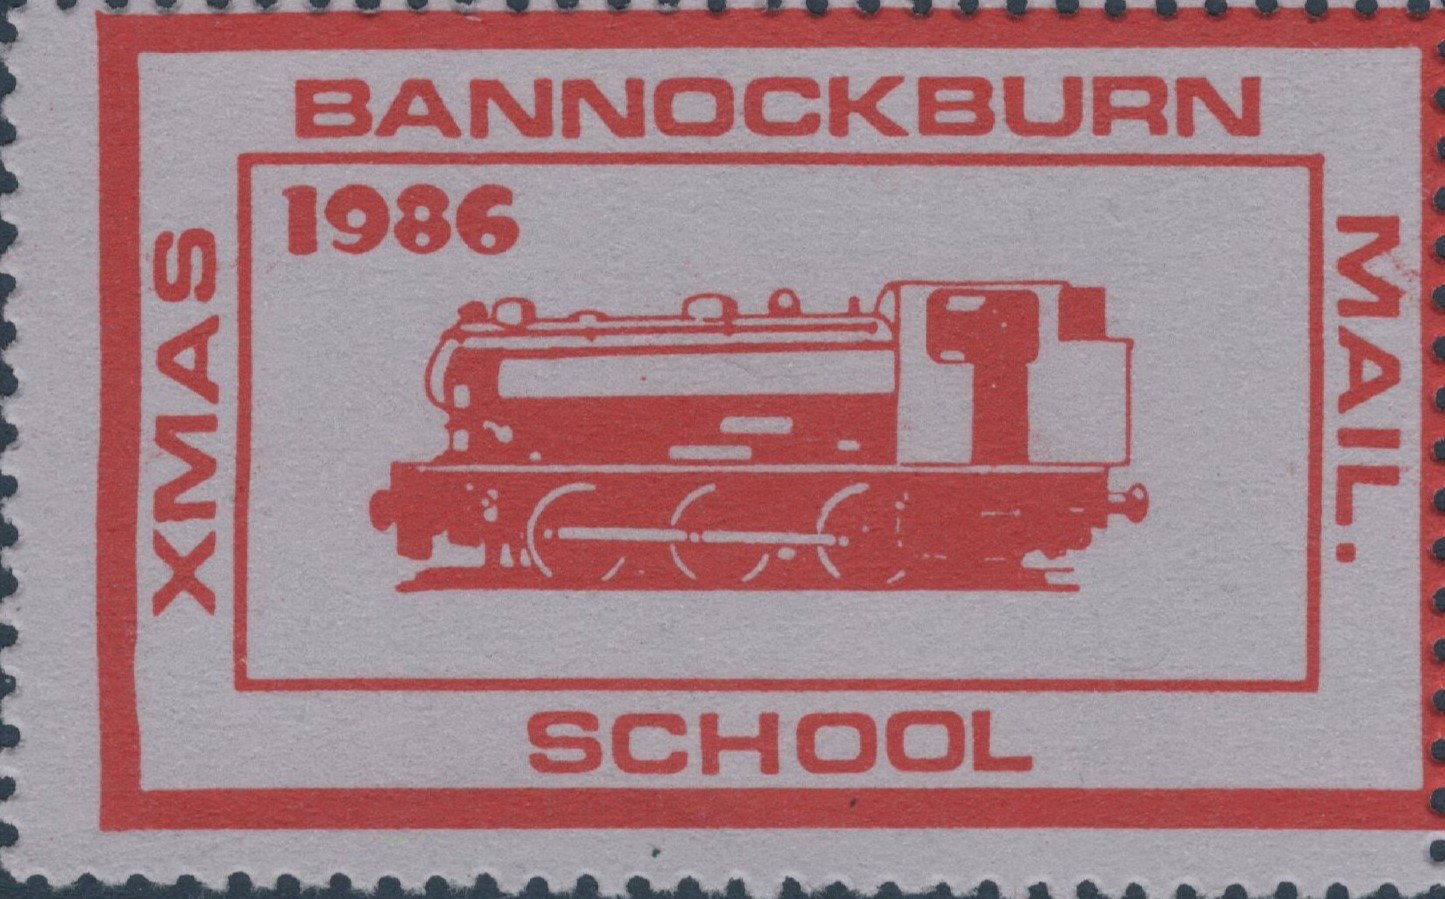 BANNOCKBURN
1986
XMAS
MAIL.
SCHOOL